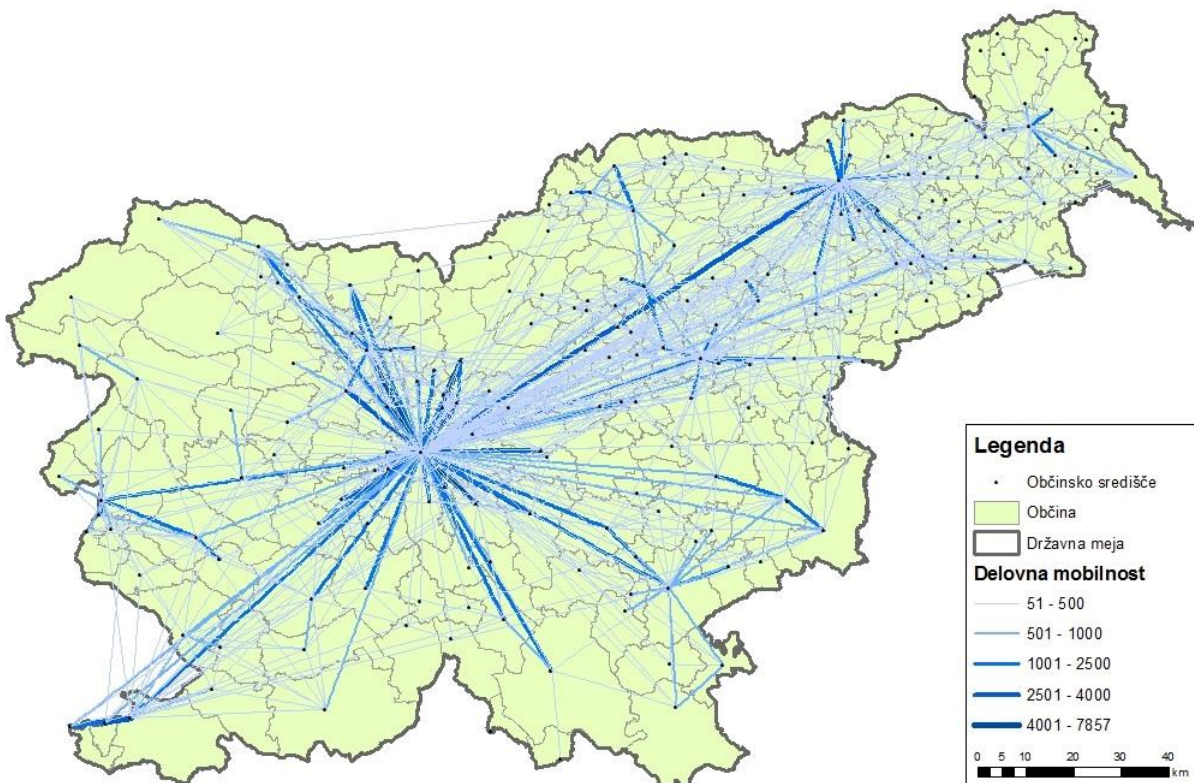 Legenda
Občinsko središče
Občina
Državna meja
Delovna mobilnost
51 - 500
501 - 1000
1001 - 2500
2501 - 4000
4001 - 7857
0 5 10 20 30 40
km